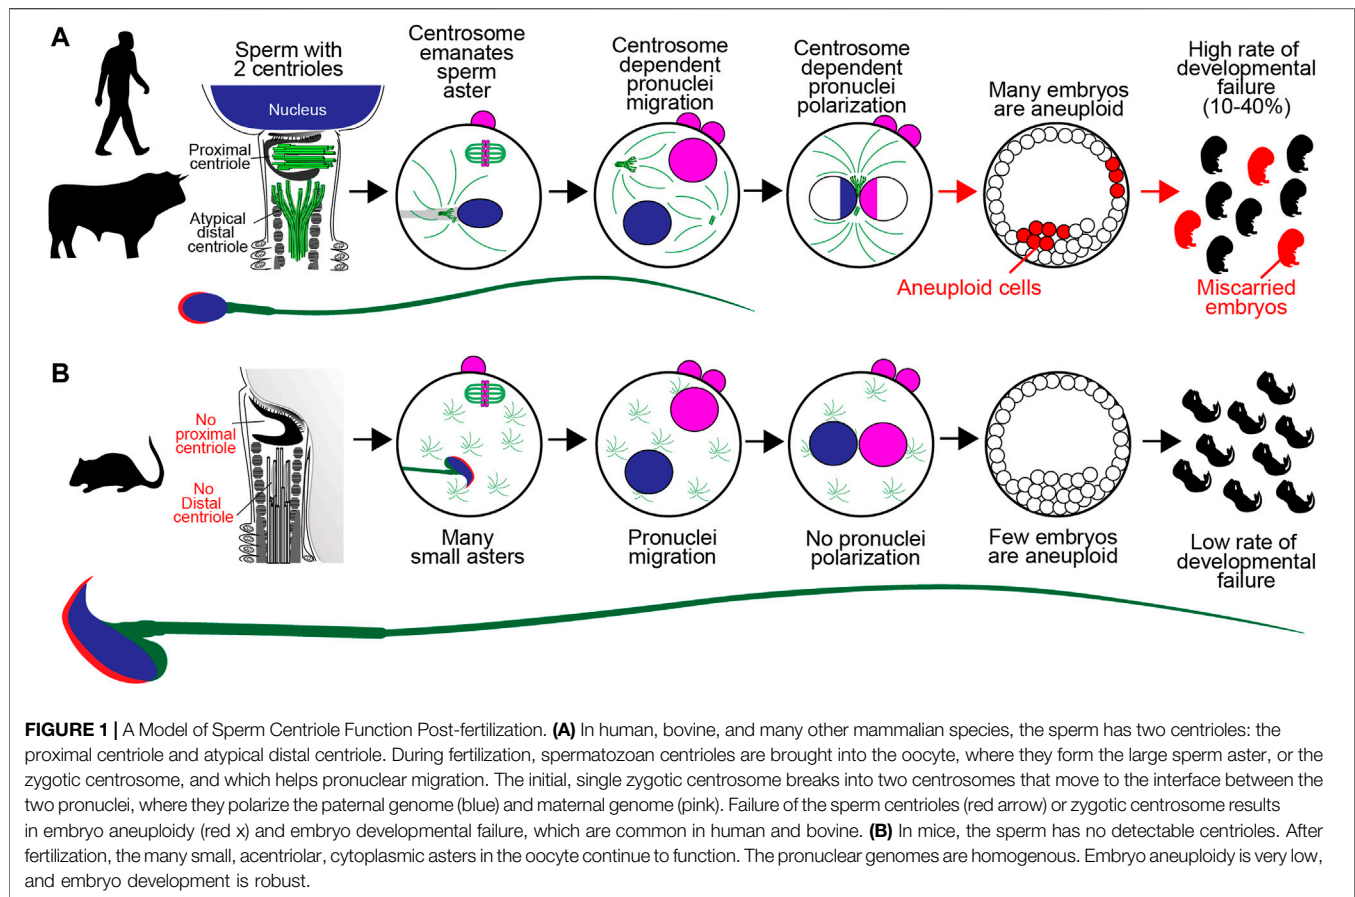 A
Sperm with
2 centrioles
Nucleus
Proximal
centriole
Atypical
distal
centriole
Centrosome
emanates
sperm
aster
Centrosome
dependent
pronuclei
migration
Centrosome
dependent
pronuclei
polarization
Many embryos
are aneuploid
Aneuploid cells
High rate of
developmental
failure
(10-40%)
Miscarried
embryos
B
No
proximal
centriole
No
Distal
centriole
Many
small asters
Pronuclei
migration
No pronuclei
polarization
Few embryos
are aneuploid
Low rate of
developmental
failure
FIGURE 1 | A Model of Sperm Centriole Function Post-fertilization. (A) In human, bovine, and many other mammalian species, the sperm has two centrioles: the
proximal centriole and atypical distal centriole. During fertilization, spermatozoan centrioles are brought into the oocyte, where they form the large sperm aster, or the
zygotic centrosome, and which helps pronuclear migration. The initial, single zygotic centrosome breaks into two centrosomes that move to the interface between the
two pronuclei, where they polarize the paternal genome (blue) and maternal genome (pink). Failure of the sperm centrioles (red arrow) or zygotic centrosome results
in embryo aneuploidy (red x) and embryo developmental failure, which are common in human and bovine. (B) In mice, the sperm has no detectable centrioles. After
fertilization, the many small, acentriolar, cytoplasmic asters in the oocyte continue to function. The pronuclear genomes are homogenous. Embryo aneuploidy is very low,
and embryo development is robust.